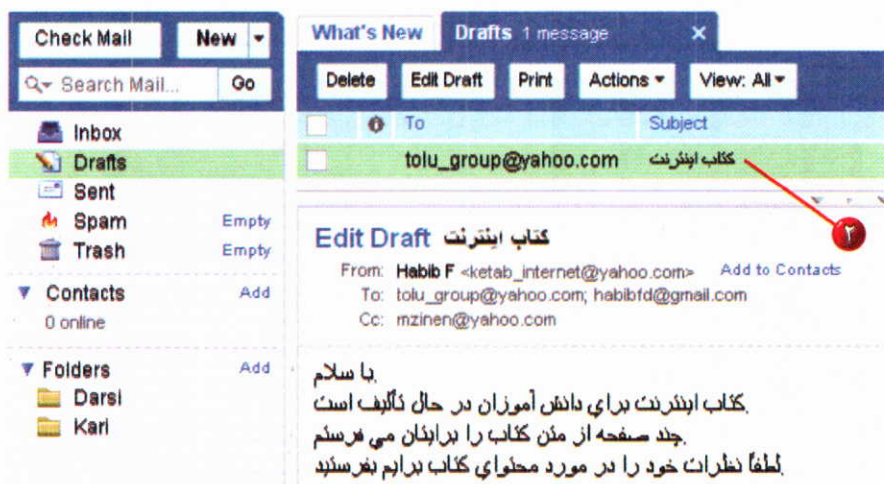 Check Mail New
Search Mail... Go
Inbox
Drafts
Sent
Spam Empty
Trash Empty
Contacts Add
0 online
Folders Add
Darsi
Kari
What's New Drafts 1 message
Delete Edit Draft Print Actions View: All
To Subject
tolu_group@yahoo.com کتاب اینترنت
۲
Edit Draft کتاب اینترنت
From: Habib F <ketab_internet@yahoo.com> Add to Contacts
To: tolu_group@yahoo.com; habibfd@gmail.com
Cc: mzinen@yahoo.com
با سلام.
کتاب اینترنت براي دانش آموزان در حال تألیف است.
چند صفحه از متن کتاب را برایتان مي فرستم.
لطفاً نظرات خود را در مورد محتواي کتاب برایم بفرستید.